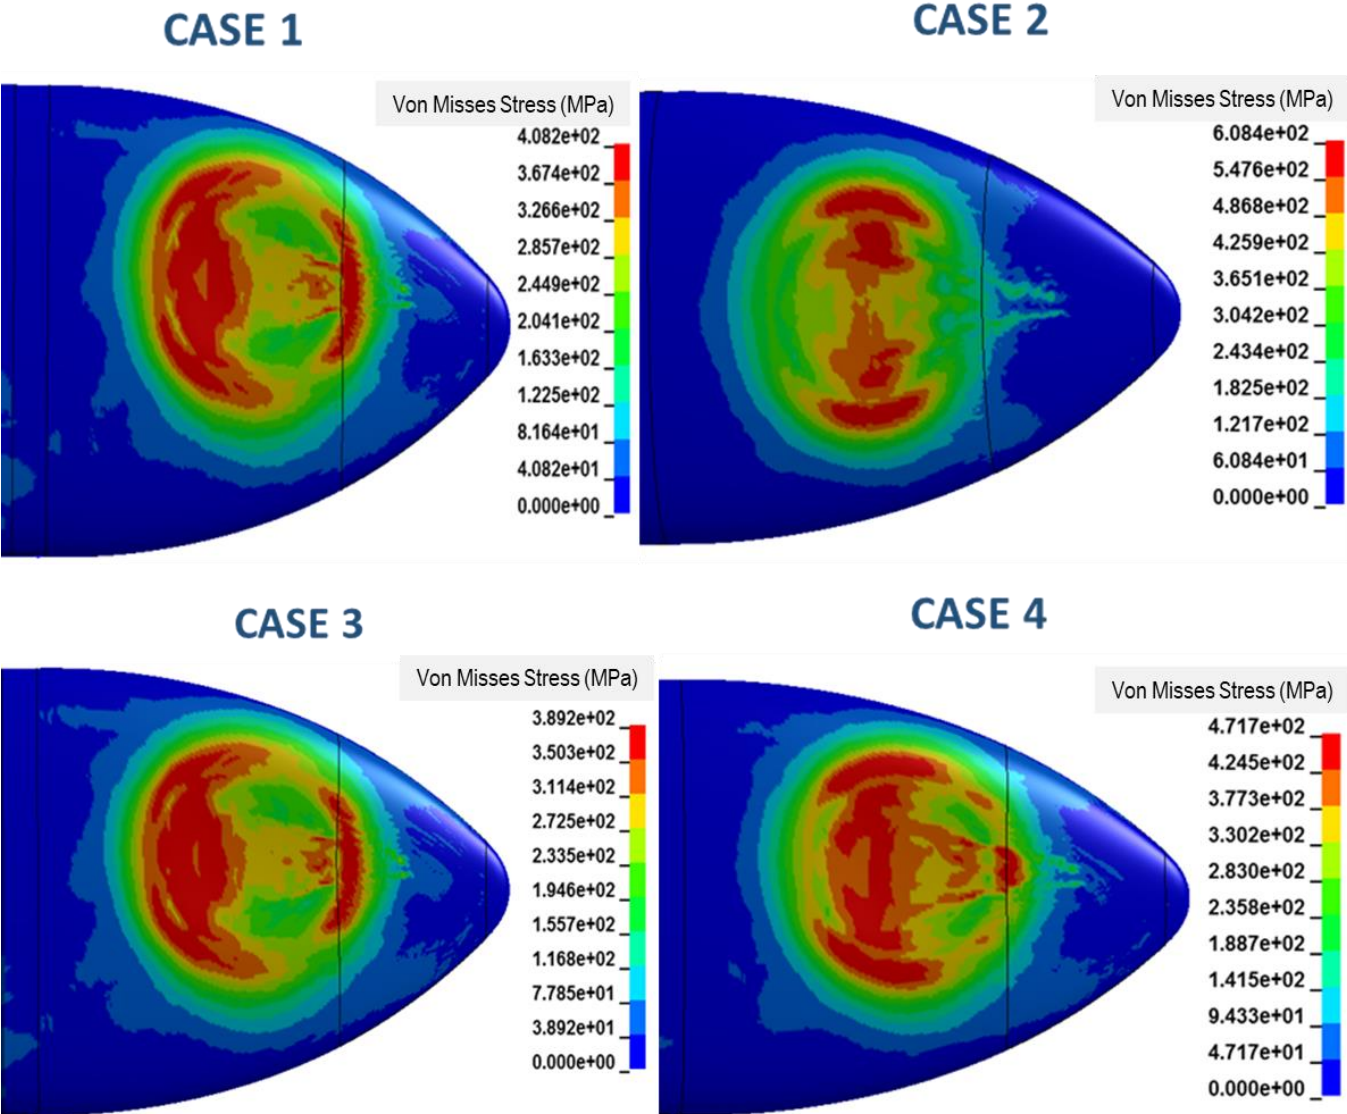 CASE 1
Von Misses Stress (MPa)
4.082e+02
3.674e+02
3.266e+02
2.857e+02
2.449e+02
2.041e+02
1.633e+02
1.225e+02
8.164e+01
4.082e+01
0.000e+00
CASE 2
Von Misses Stress (MPa)
6.084e+02
5.476e+02
4.868e+02
4.259e+02
3.651e+02
3.042e+02
2.434e+02
1.825e+02
1.217e+02
6.084e+01
0.000e+00
CASE 3
Von Misses Stress (MPa)
3.892e+02
3.503e+02
3.114e+02
2.725e+02
2.335e+02
1.946e+02
1.557e+02
1.168e+02
7.785e+01
3.892e+01
0.000e+00
CASE 4
Von Misses Stress (MPa)
4.717e+02
4.245e+02
3.773e+02
3.302e+02
2.830e+02
2.358e+02
1.887e+02
1.415e+02
9.433e+01
4.717e+01
0.000e+00